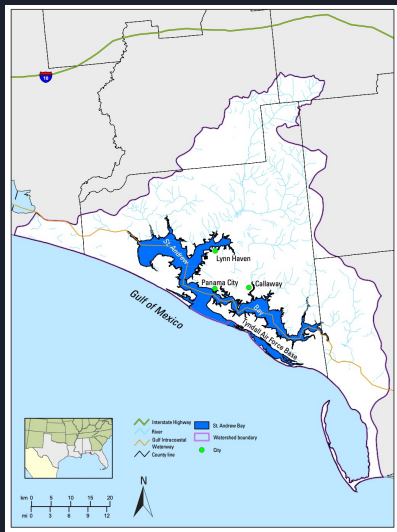 10
St. Andrew
Lynn Haven
Panama City
Callaway
Bay
Tyndall Air Force Base
Gulf of Mexico
Interstate Highway
River
Gulf Intracoastal
Waterway
County line
St. Andrew Bay
Watershed boundary
City
N
km 0 5 10 15 20
mi 0 3 6 9 12